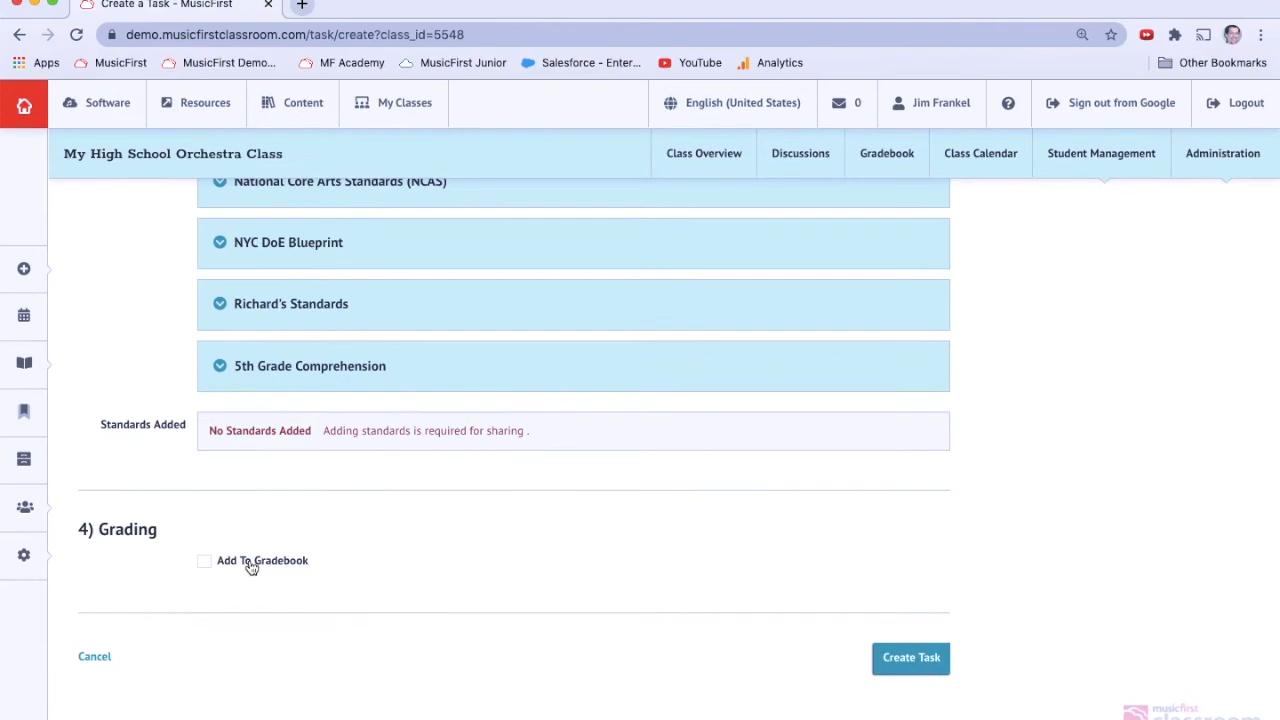 Create a Task - MusicFirst
demo.musicfirstclassroom.com/task/create?class_id=5548
Apps MusicFirst MusicFirst Demo... MF Academy MusicFirst Junior Salesforce - Enter... YouTube Analytics Other Bookmarks
Software Resources Content My Classes English (United States) 0 Jim Frankel Sign out from Google Logout
My High School Orchestra Class Class Overview Discussions Gradebook Class Calendar Student Management Administration
National Core Arts Standards (NCAS)
NYC DoE Blueprint
Richard's Standards
5th Grade Comprehension
Standards Added No Standards Added Adding standards is required for sharing .
4) Grading
Add To Gradebook
Cancel Create Task
musicfirst
classroom